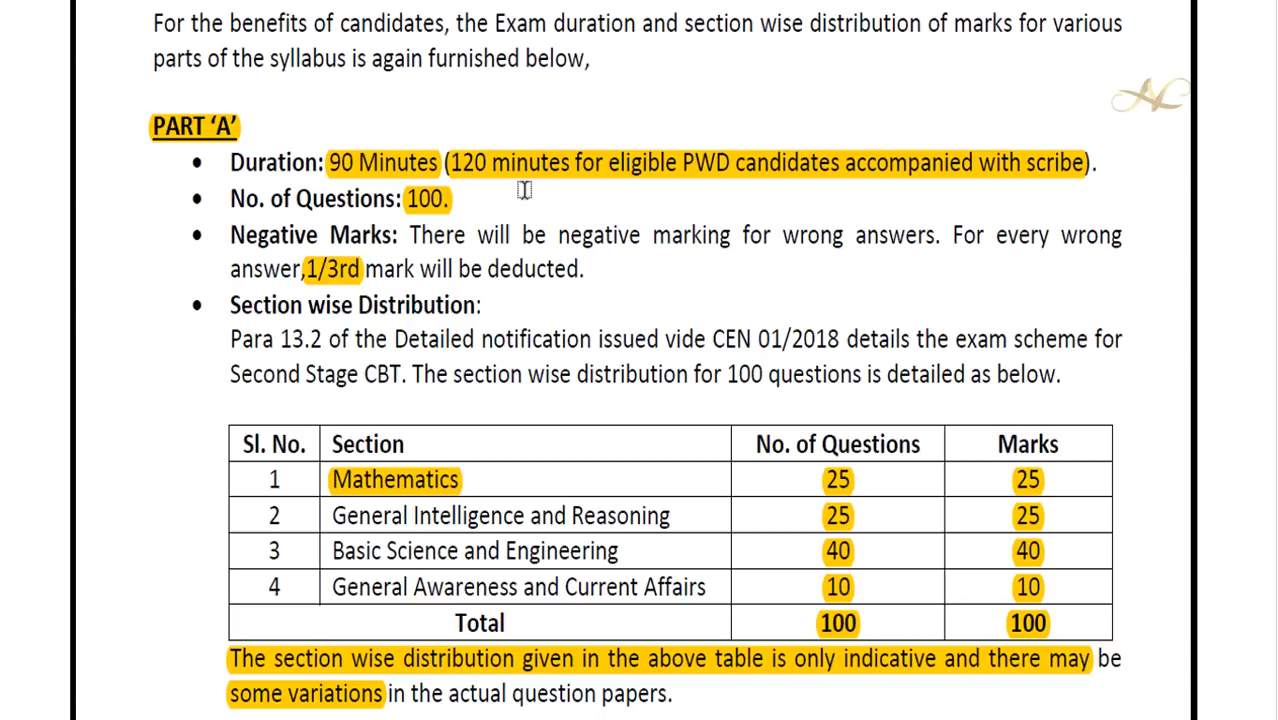 For the benefits of candidates, the Exam duration and section wise distribution of marks for various
parts of the syllabus is again furnished below,
PART ‘A’
• Duration: 90 Minutes (120 minutes for eligible PWD candidates accompanied with scribe).
• No. of Questions: 100.
• Negative Marks: There will be negative marking for wrong answers. For every wrong
answer,1/3rd mark will be deducted.
• Section wise Distribution:
Para 13.2 of the Detailed notification issued vide CEN 01/2018 details the exam scheme for
Second Stage CBT. The section wise distribution for 100 questions is detailed as below.
Sl. No. Section No. of Questions Marks
1 Mathematics 25 25
2 General Intelligence and Reasoning 25 25
3 Basic Science and Engineering 40 40
4 General Awareness and Current Affairs 10 10
Total 100 100
The section wise distribution given in the above table is only indicative and there may be
some variations in the actual question papers.